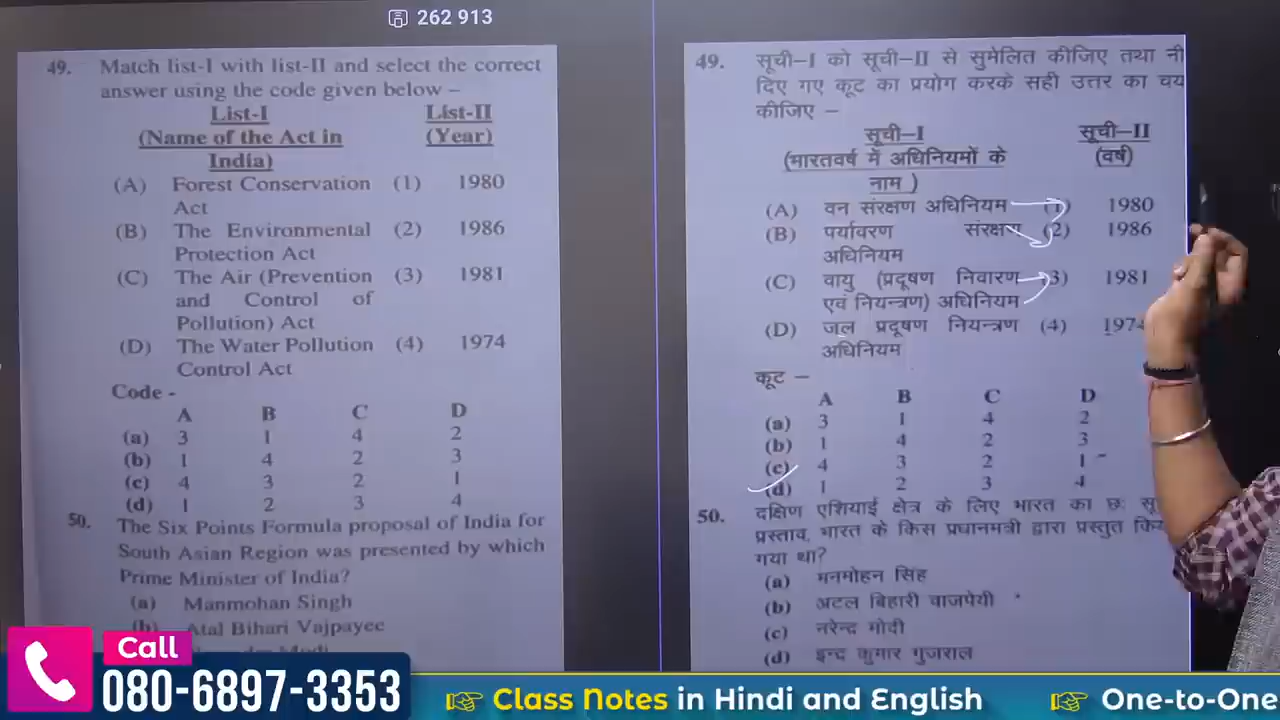 262 913
49. Match list-I with list-II and select the correct
answer using the code given below –
List-I List-II
(Name of the Act in (Year)
India)
(A) Forest Conservation (1) 1980
Act
(B) The Environmental (2) 1986
Protection Act
(C) The Air (Prevention (3) 1981
and Control of
Pollution) Act
(D) The Water Pollution (4) 1974
Control Act
Code -
A B C D
(a) 3 1 4 2
(b) 1 4 2 3
(c) 4 3 2 1
(d) 1 2 3 4
50. The Six Points Formula proposal of India for
South Asian Region was presented by which
Prime Minister of India?
(a) Manmohan Singh
(b) Atal Bihari Vajpayee
49. सूची–I को सूची–II से सुमेलित कीजिए तथा नी
दिए गए कूट का प्रयोग करके सही उत्तर का चय
कीजिए –
सूची–I सूची–II
(भारतवर्ष में अधिनियमों के (वर्ष)
नाम )
(A) वन संरक्षण अधिनियम (1) 1980
(B) पर्यावरण संरक्षण (2) 1986
अधिनियम
(C) वायु (प्रदूषण निवारण (3) 1981
एवं नियन्त्रण) अधिनियम
(D) जल प्रदूषण नियन्त्रण (4) 1974
अधिनियम
कूट –
A B C D
(a) 3 1 4 2
(b) 1 4 2 3
(c) 4 3 2 1
(d) 1 2 3 4
50. दक्षिण एशियाई क्षेत्र के लिए भारत का छः सू
प्रस्ताव, भारत के किस प्रधानमंत्री द्वारा प्रस्तुत किय
गया था?
(a) मनमोहन सिंह
(b) अटल बिहारी वाजपेयी
(c) नरेन्द्र मोदी
(d) इन्द्र कुमार गुजराल
Call
080-6897-3353
Class Notes in Hindi and English
One-to-One